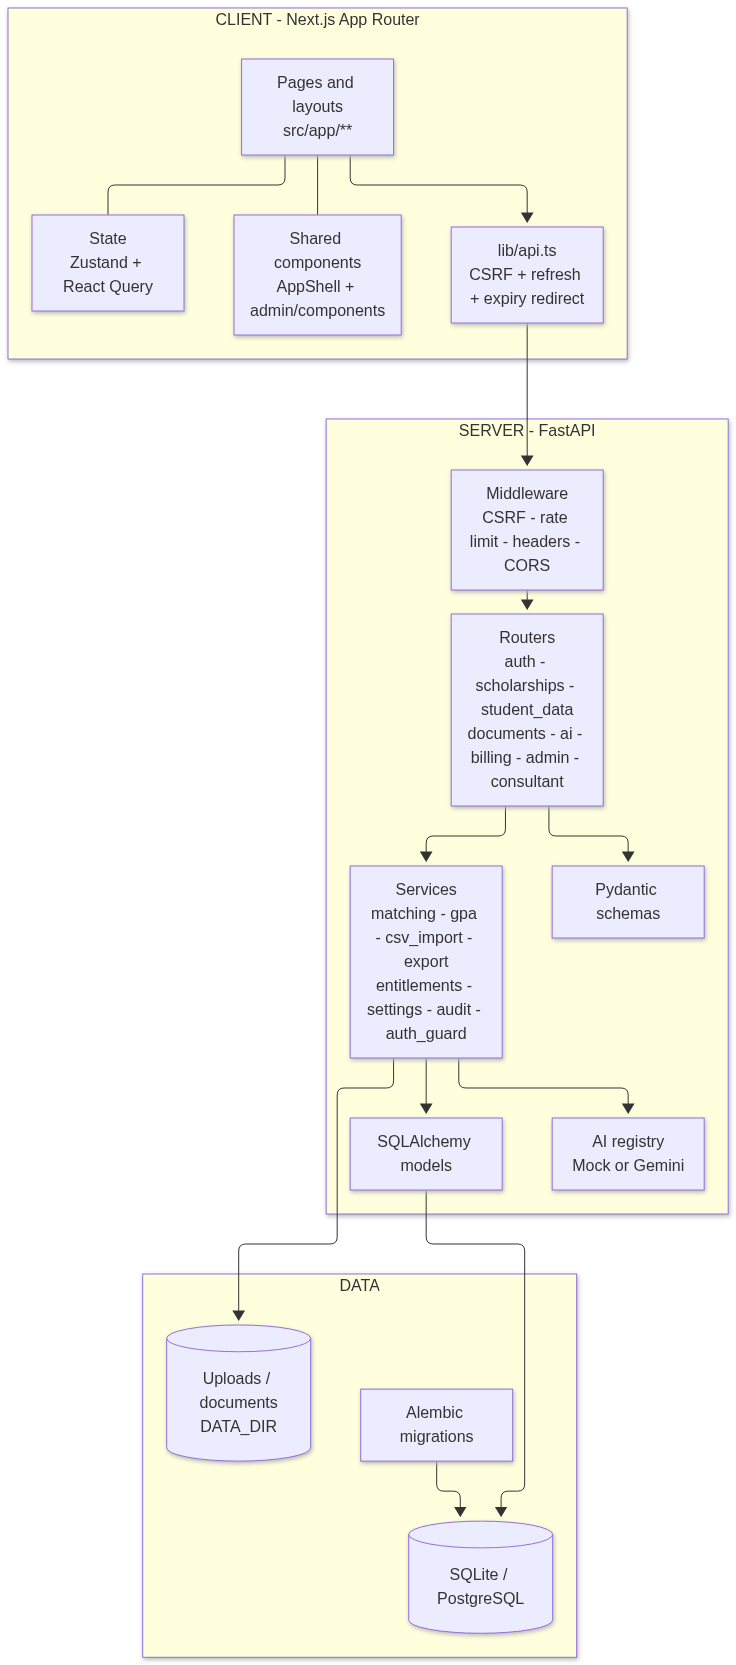 CLIENT - Next.js App Router
Pages and
layouts
src/app/**
State
Zustand +
React Query
Shared
components
AppShell +
admin/components
lib/api.ts
CSRF + refresh
+ expiry redirect
SERVER - FastAPI
Middleware
CSRF - rate
limit - headers -
CORS
Routers
auth -
scholarships -
student_data
documents - ai -
billing - admin -
consultant
Services
matching - gpa
- csv_import -
export
entitlements -
settings - audit -
auth_guard
Pydantic
schemas
SQLAlchemy
models
AI registry
Mock or Gemini
DATA
Uploads /
documents
DATA_DIR
Alembic
migrations
SQLite /
PostgreSQL